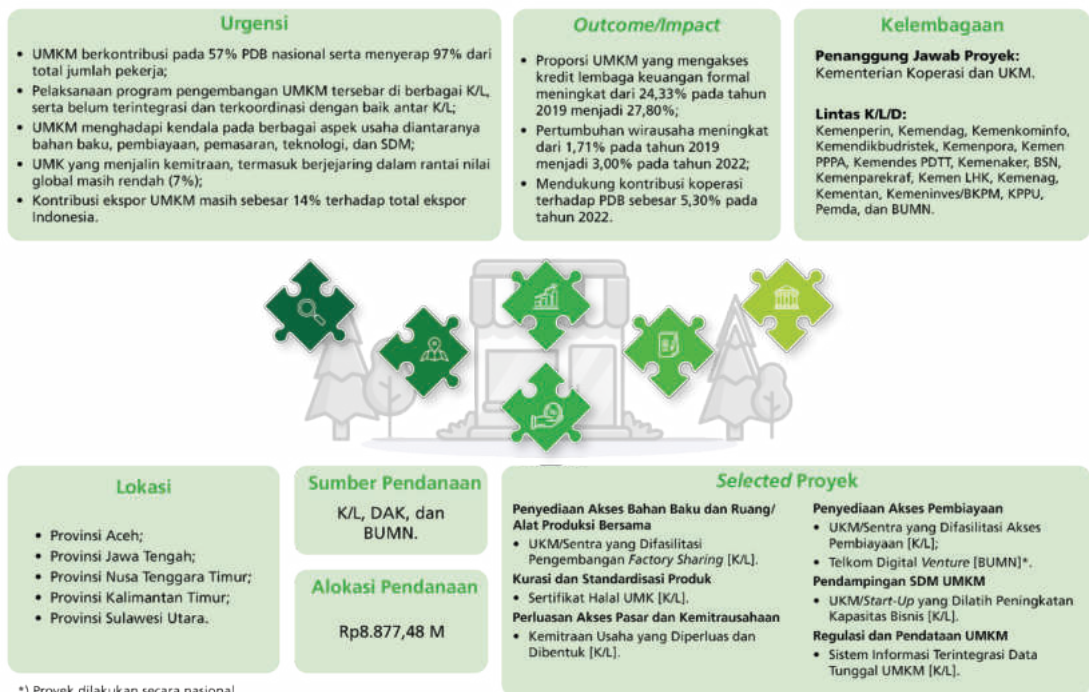 Urgensi
• UMKM berkontribusi pada 57% PDB nasional serta menyerap 97% dari
total jumlah pekerja;
• Pelaksanaan program pengembangan UMKM tersebar di berbagai K/L,
serta belum terintegrasi dan terkoordinasi dengan baik antar K/L;
• UMKM menghadapi kendala pada berbagai aspek usaha diantaranya
bahan baku, pembiayaan, pemasaran, teknologi, dan SDM;
• UMK yang menjalin kemitraan, termasuk berjejaring dalam rantai nilai
global masih rendah (7%);
• Kontribusi ekspor UMKM masih sebesar 14% terhadap total ekspor
Indonesia.
Outcome/Impact
• Proporsi UMKM yang mengakses
kredit lembaga keuangan formal
meningkat dari 24,33% pada tahun
2019 menjadi 27,80%;
• Pertumbuhan wirausaha meningkat
dari 1,71% pada tahun 2019
menjadi 3,00% pada tahun 2022;
• Mendukung kontribusi koperasi
terhadap PDB sebesar 5,30% pada
tahun 2022.
Kelembagaan
Penanggung Jawab Proyek:
Kementerian Koperasi dan UKM.
Lintas K/L/D:
Kemenperin, Kemendag, Kemenkominfo,
Kemendikbudristek, Kemenpora, Kemen
PPPA, Kemendes PDTT, Kemenaker, BSN,
Kemenparekraf, Kemen LHK, Kemenag,
Kementan, Kemeninves/BKPM, KPPU,
Pemda, dan BUMN.
Lokasi
• Provinsi Aceh;
• Provinsi Jawa Tengah;
• Provinsi Nusa Tenggara Timur;
• Provinsi Kalimantan Timur;
• Provinsi Sulawesi Utara.
Sumber Pendanaan
K/L, DAK, dan
BUMN.
Alokasi Pendanaan
Rp8.877,48 M
Selected Proyek
Penyediaan Akses Bahan Baku dan Ruang/
Alat Produksi Bersama
• UKM/Sentra yang Difasilitasi
Pengembangan Factory Sharing [K/L].
Kurasi dan Standardisasi Produk
• Sertifikat Halal UMK [K/L].
Perluasan Akses Pasar dan Kemitrausahaan
• Kemitraan Usaha yang Diperluas dan
Dibentuk [K/L].
Penyediaan Akses Pembiayaan
• UKM/Sentra yang Difasilitasi Akses
Pembiayaan [K/L];
• Telkom Digital Venture [BUMN]*.
Pendampingan SDM UMKM
• UKM/Start-Up yang Dilatih Peningkatan
Kapasitas Bisnis [K/L].
Regulasi dan Pendataan UMKM
• Sistem Informasi Terintegrasi Data
Tunggal UMKM [K/L].
*) Proyek dilakukan secara nasional